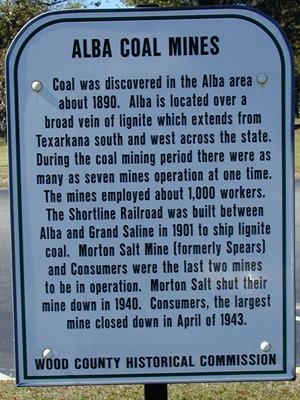 ALBA COAL MINES
Coal was discovered in the Alba area
about 1890. Alba is located over a
broad vein of lignite which extends from
Texarkana south and west across the state.
During the coal mining period there were as
many as seven mines operation at one time.
The mines employed about 1,000 workers.
The Shortline Railroad was built between
Alba and Grand Saline in 1901 to ship lignite
coal. Morton Salt Mine (formerly Spears)
and Consumers were the last two mines
to be in operation. Morton Salt shut their
mine down in 1940. Consumers, the largest
mine closed down in April of 1943.
WOOD COUNTY HISTORICAL COMMISSION